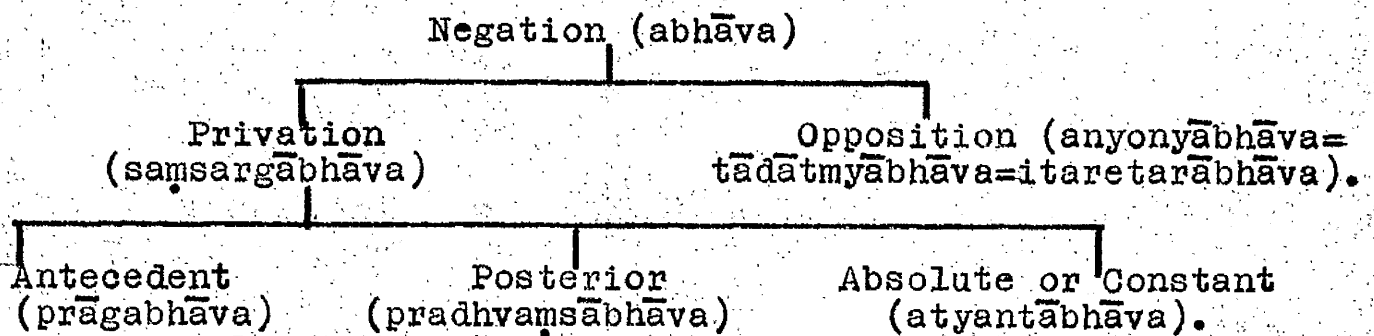 Negation (abhāva)
Privation
(saṃsargābhāva)
Opposition (anyonyābhāva=
tādātmyābhāva=itaretarābhāva).
Antecedent
(prāgabhāva)
Posterior
(pradhvaṃsābhāva)
Absolute or Constant
(atyantābhāva).